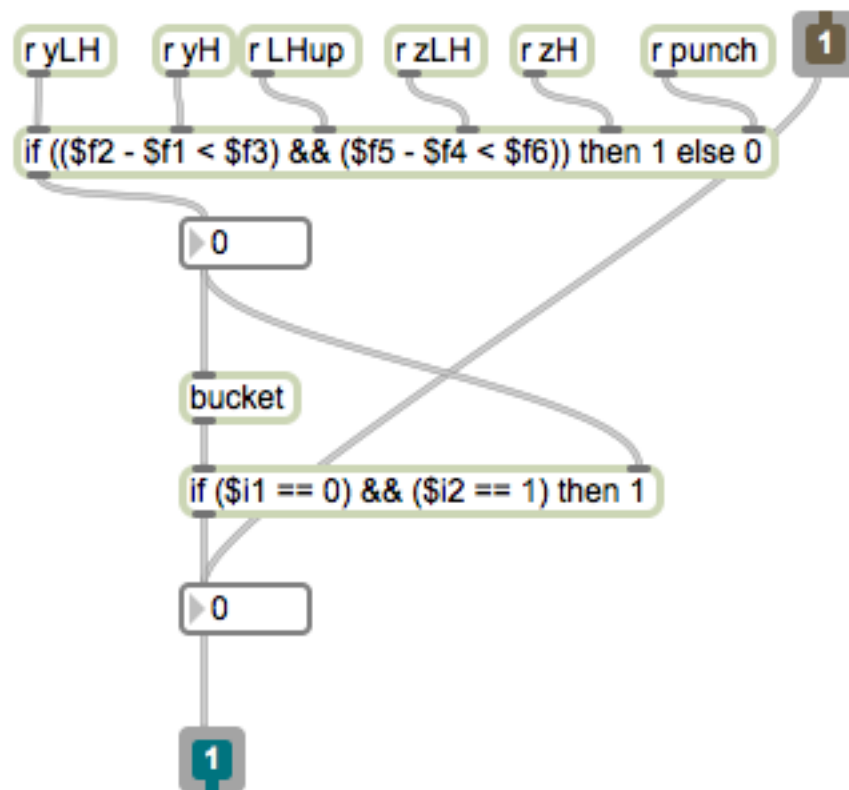 r yLH
r yH
r LHup
r zLH
r zH
r punch
1
if (($f2 - $f1 < $f3) && ($f5 - $f4 < $f6)) then 1 else 0
0
bucket
if ($i1 == 0) && ($i2 == 1) then 1
0
1